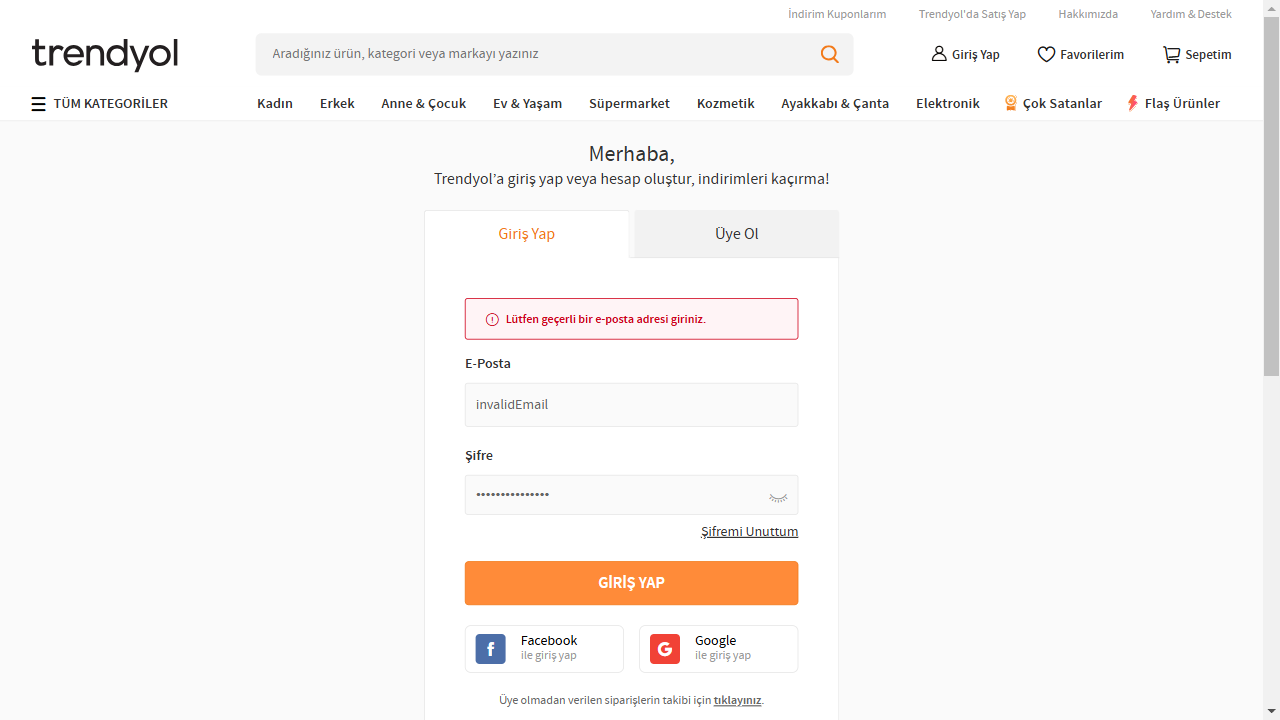 İndirim Kuponlarım Trendyol'da Satış Yap Hakkımızda Yardım & Destek
trendyol
Aradığınız ürün, kategori veya markayı yazınız
Giriş Yap Favorilerim Sepetim
TÜM KATEGORİLER Kadın Erkek Anne & Çocuk Ev & Yaşam Süpermarket Kozmetik Ayakkabı & Çanta Elektronik Çok Satanlar Flaş Ürünler
Merhaba,
Trendyol’a giriş yap veya hesap oluştur, indirimleri kaçırma!
Giriş Yap Üye Ol
Lütfen geçerli bir e-posta adresi giriniz.
E-Posta
invalidEmail
Şifre
•••••••••••••••
Şifremi Unuttum
GİRİŞ YAP
Facebook
ile giriş yap
Google
ile giriş yap
Üye olmadan verilen siparişlerin takibi için tıklayınız.